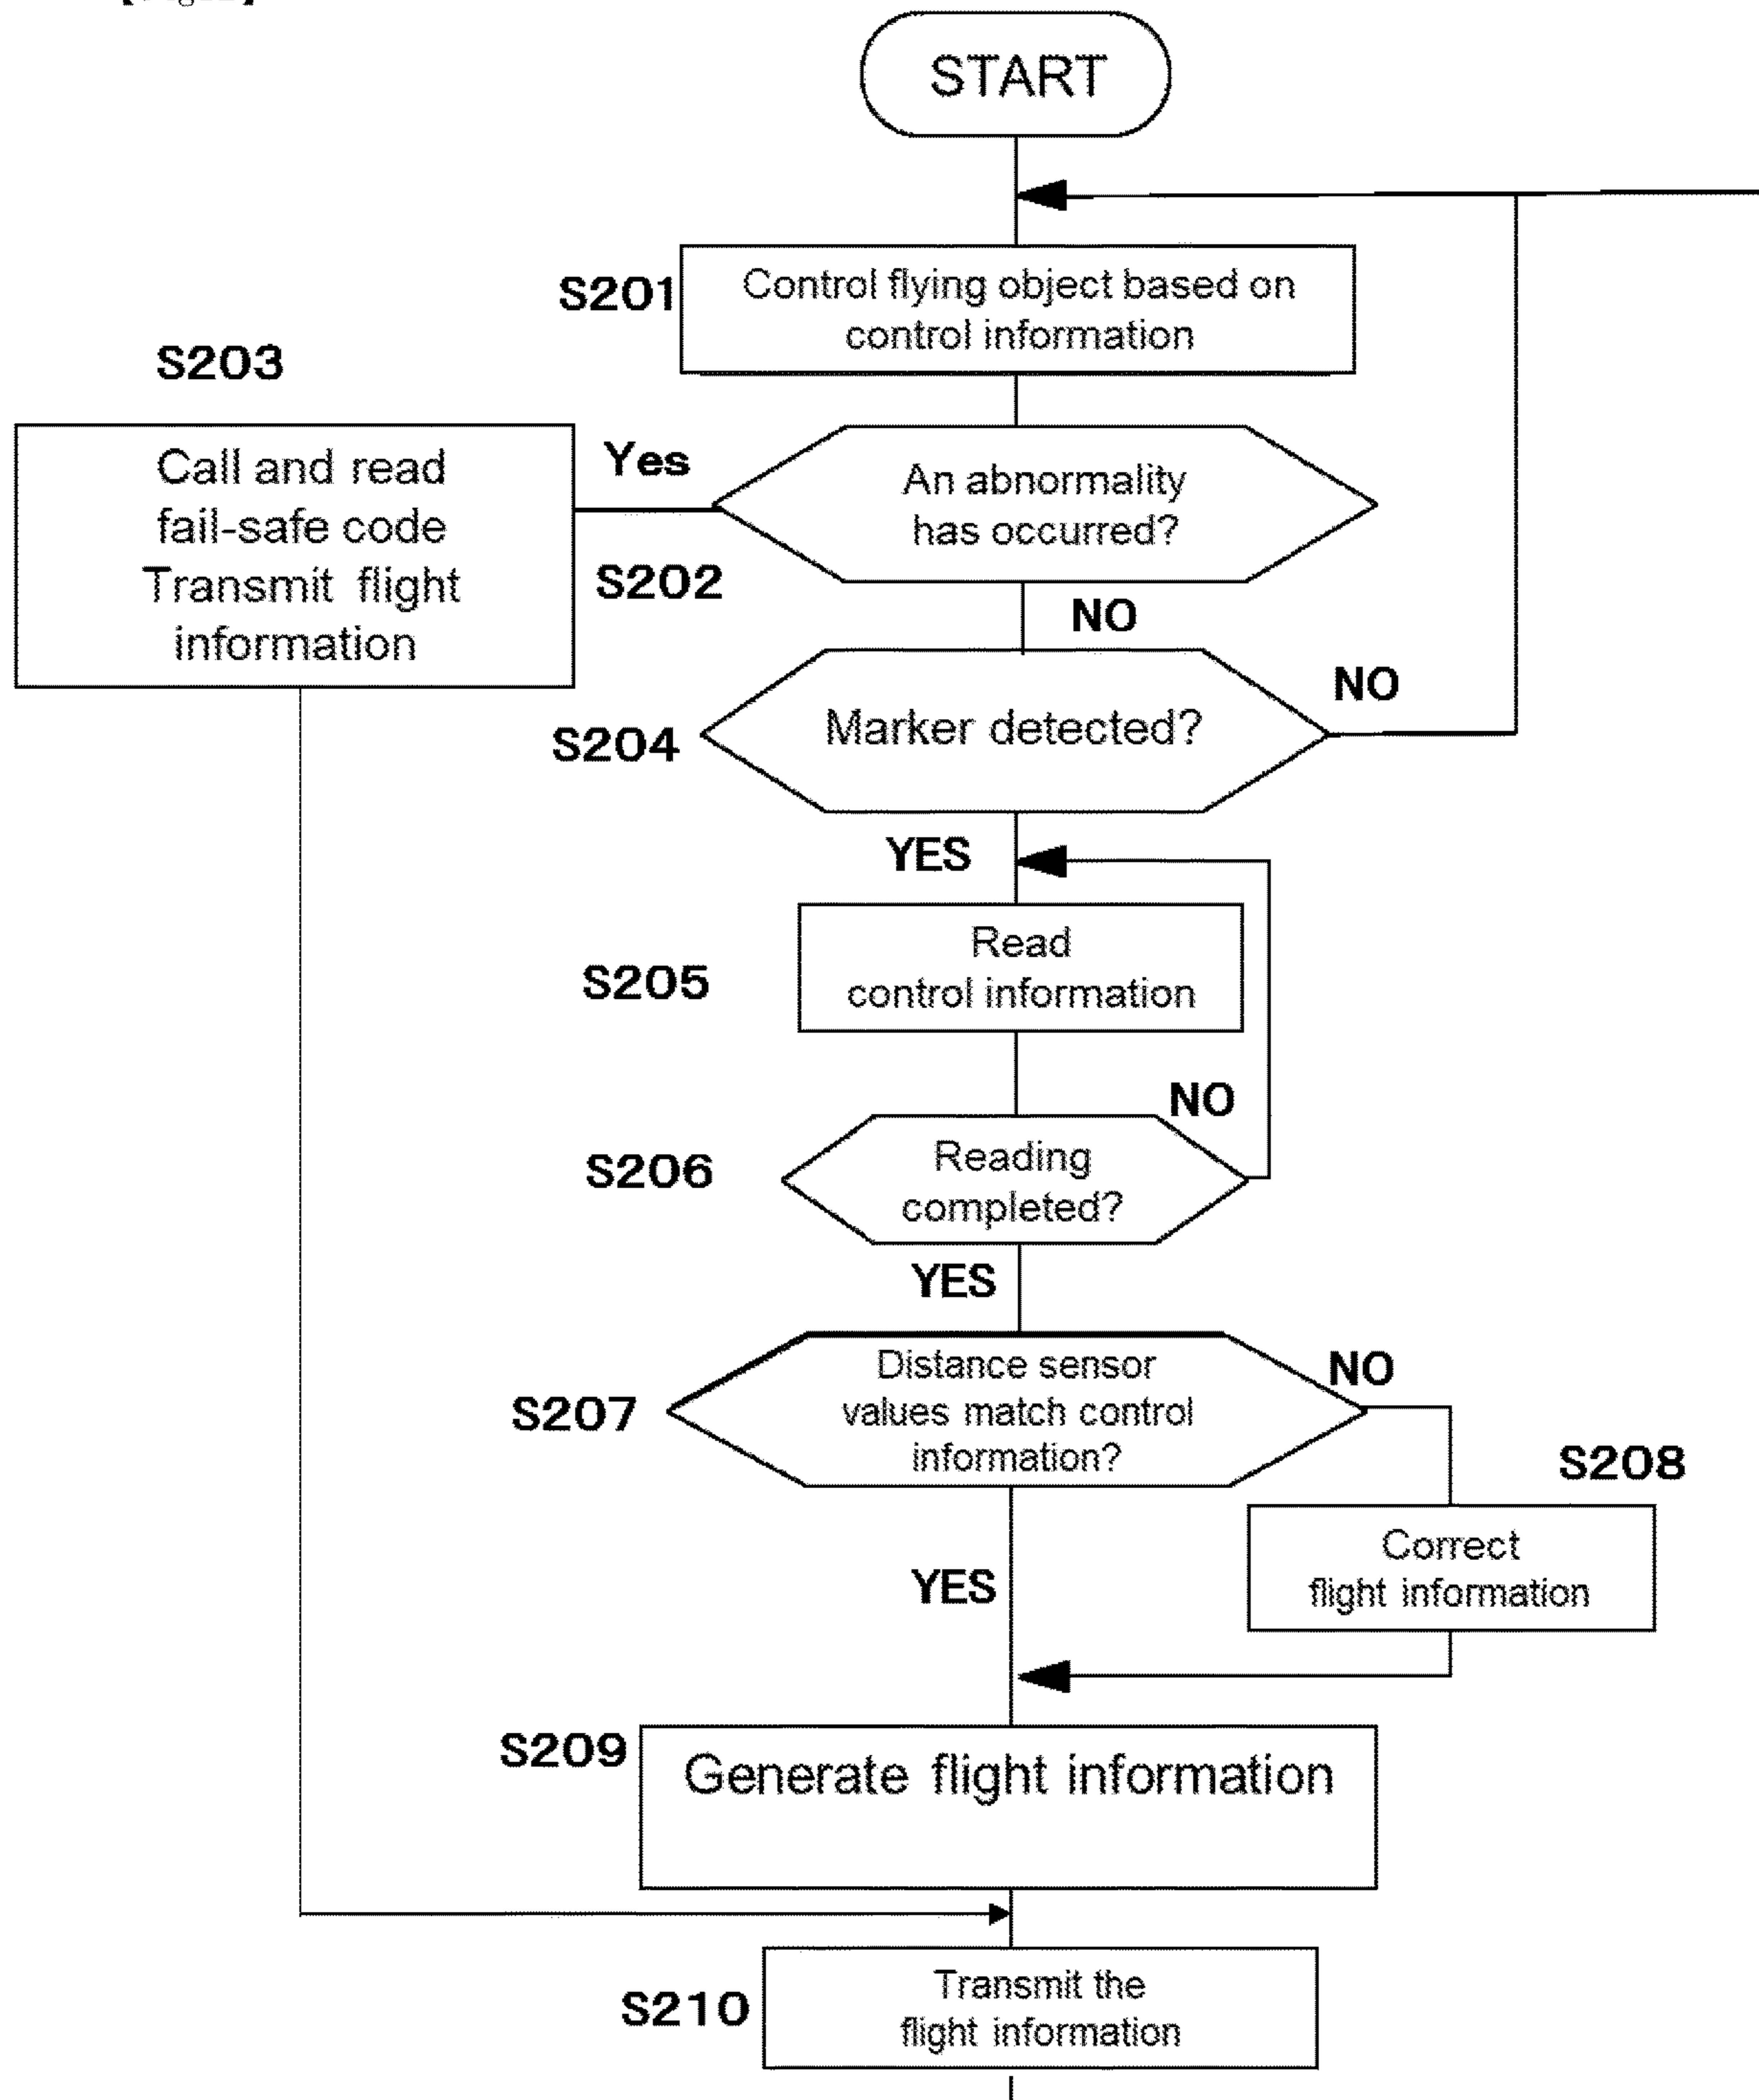 START
S201
Control flying object based on
control information
S203
Call and read
fail-safe code
Transmit flight
information
Yes
An abnormality
has occurred?
S202
NO
S204
Marker detected?
NO
YES
S205
Read
control information
NO
S206
Reading
completed?
YES
S207
Distance sensor
values match control
information?
NO
S208
Correct
flight information
YES
S209
Generate flight information
S210
Transmit the
flight information